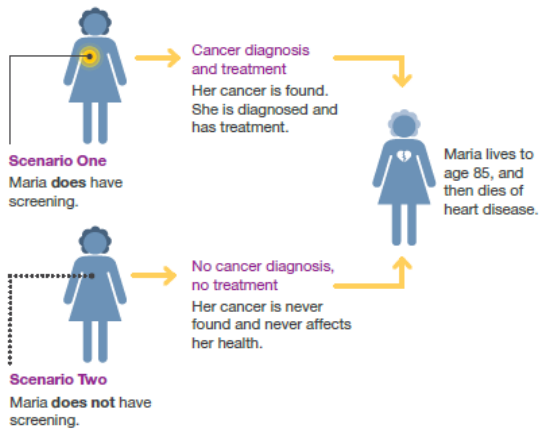 Cancer diagnosis
and treatment
Her cancer is found.
She is diagnosed and
has treatment.
Scenario One
Maria does have
screening.
Maria lives to
age 85, and
then dies of
heart disease.
No cancer diagnosis,
no treatment
Her cancer is never
found and never affects
her health.
Scenario Two
Maria does not have
screening.